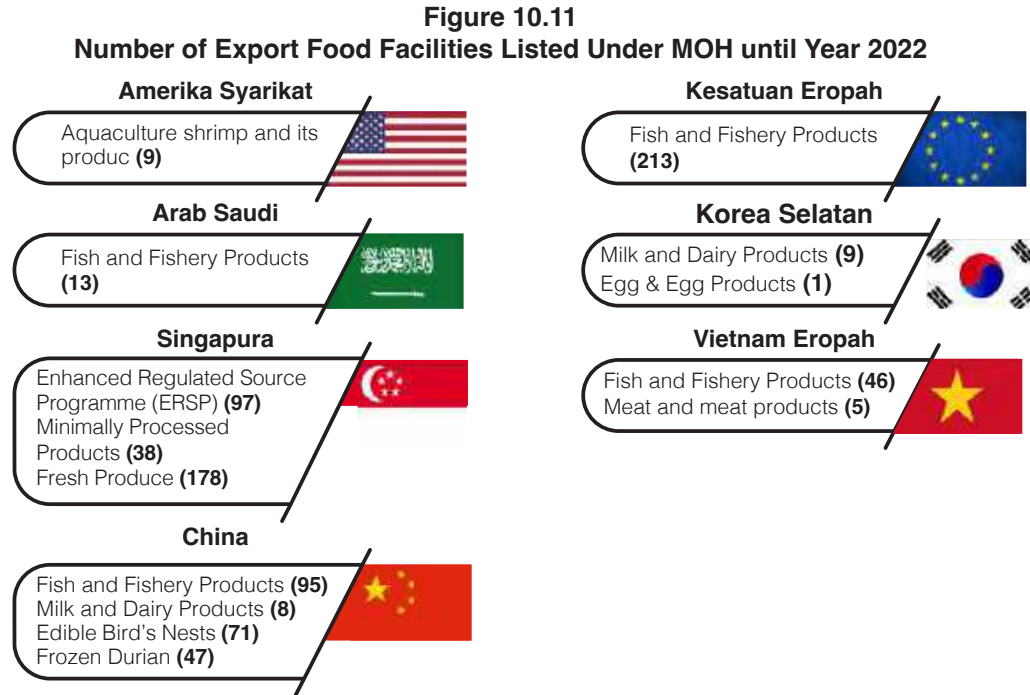 Figure 10.11
Number of Export Food Facilities Listed Under MOH until Year 2022
Amerika Syarikat
Aquaculture shrimp and its
produc (9)
Arab Saudi
Fish and Fishery Products
(13)
Singapura
Enhanced Regulated Source
Programme (ERSP) (97)
Minimally Processed
Products (38)
Fresh Produce (178)
China
Fish and Fishery Products (95)
Milk and Dairy Products (8)
Edible Bird's Nests (71)
Frozen Durian (47)
Kesatuan Eropah
Fish and Fishery Products
(213)
Korea Selatan
Milk and Dairy Products (9)
Egg & Egg Products (1)
Vietnam Eropah
Fish and Fishery Products (46)
Meat and meat products (5)